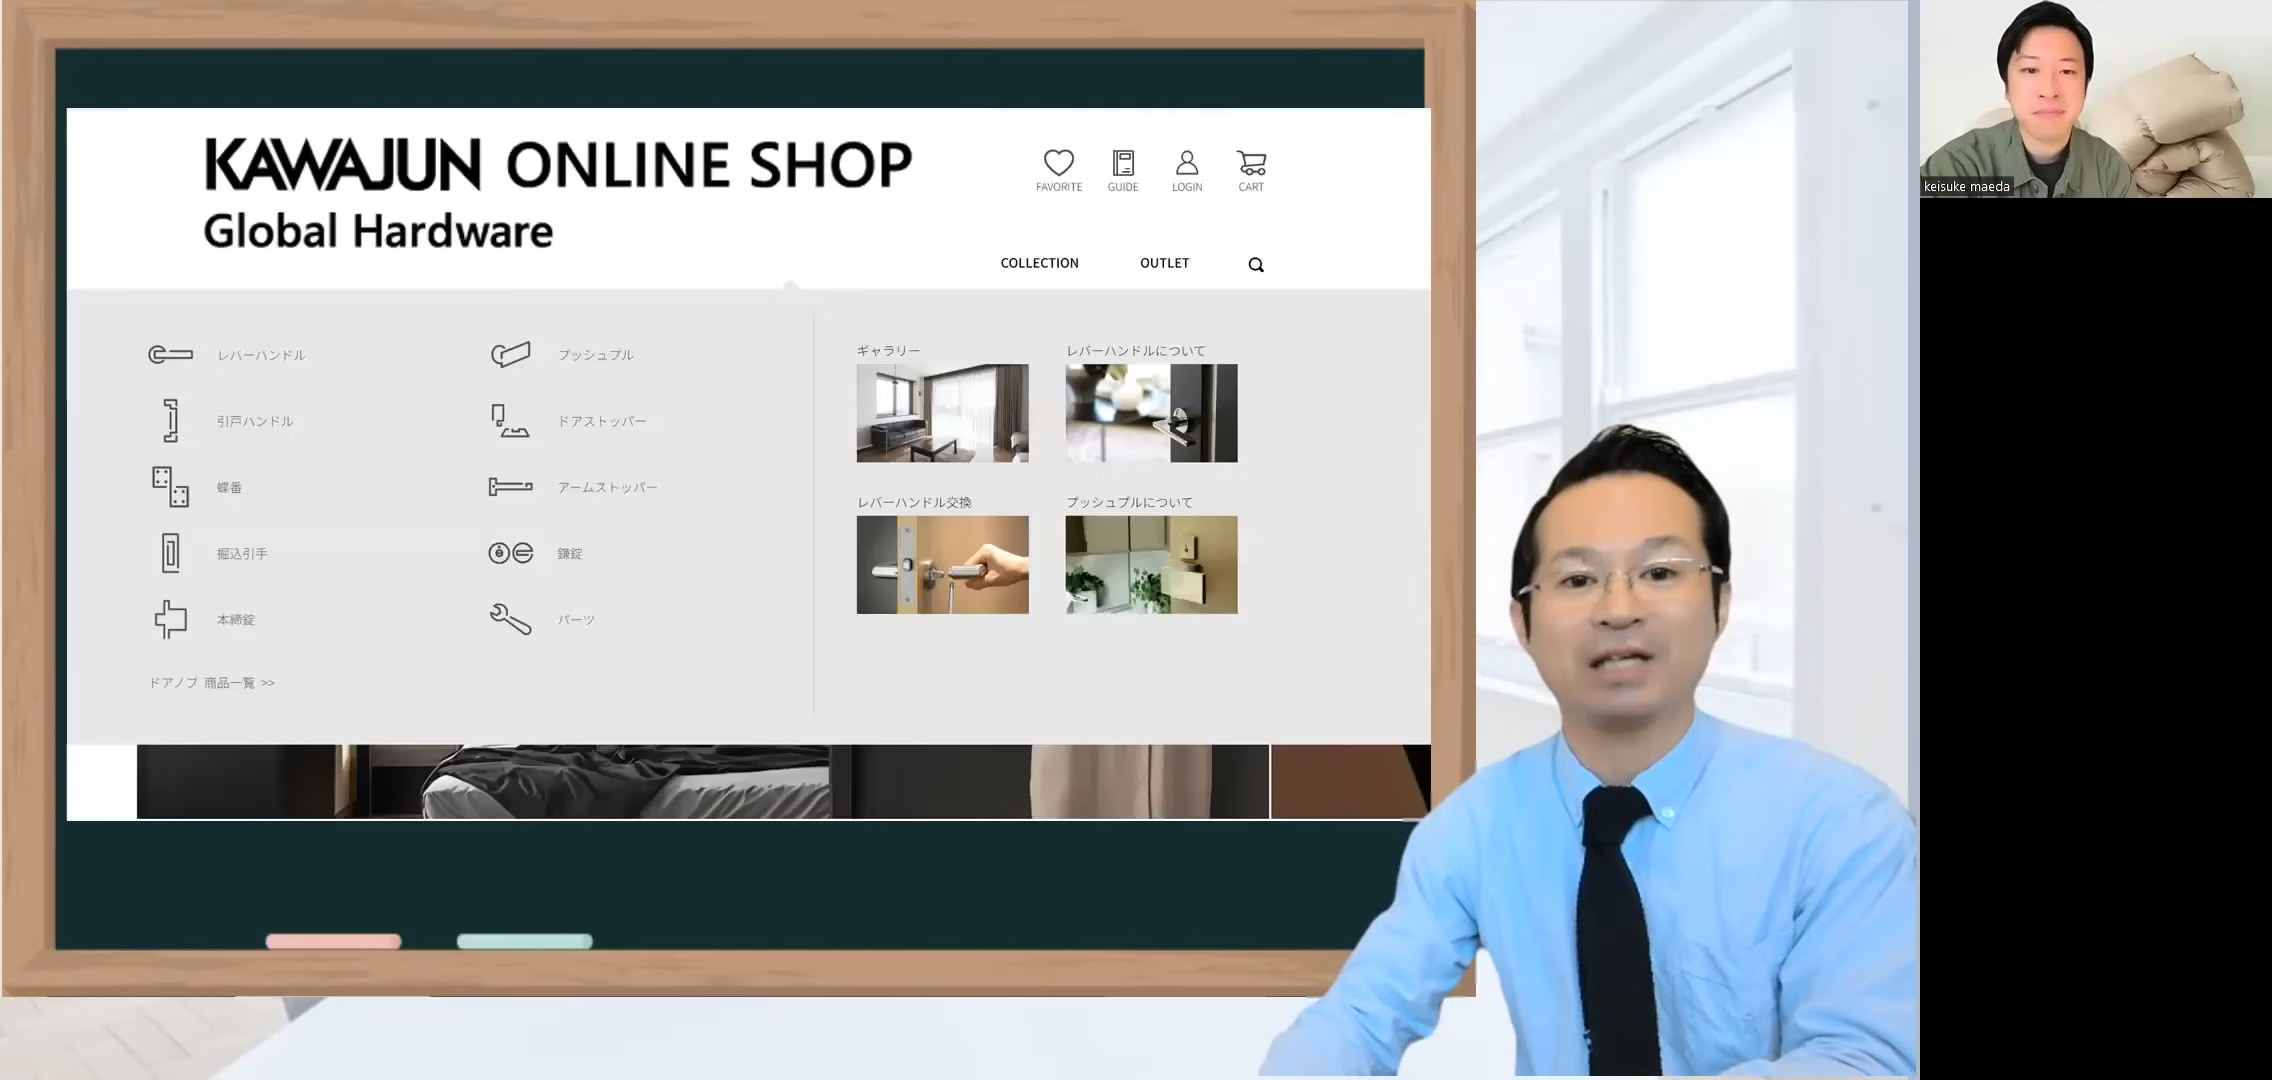 KAWAJUN ONLINE SHOP
Global Hardware
FAVORITE
GUIDE
LOGIN
CART
COLLECTION
OUTLET
レバーハンドル
プッシュプル
引戸ハンドル
ドアストッパー
蝶番
アームストッパー
掘込引手
鎌錠
本締錠
パーツ
ドアノブ 商品一覧 >>
ギャラリー
レバーハンドルについて
レバーハンドル交換
プッシュプルについて
keisuke maeda